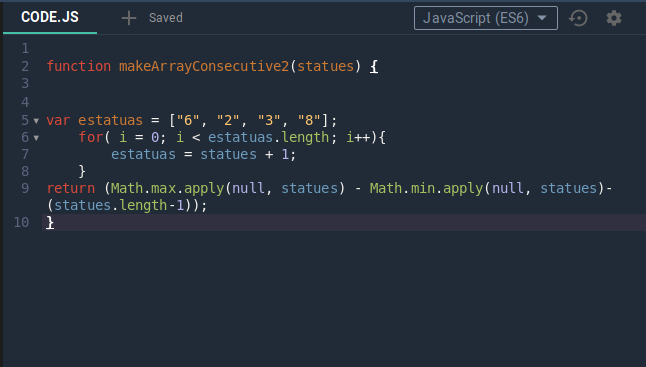 CODE.JS + Saved JavaScript (ES6)
1
2 function makeArrayConsecutive2(statues) {
3
4
5 var estatuas = ["6", "2", "3", "8"];
6 for( i = 0; i < estatuas.length; i++){
7 estatuas = statues + 1;
8 }
9 return (Math.max.apply(null, statues) - Math.min.apply(null, statues)-
(statues.length-1));
10 }